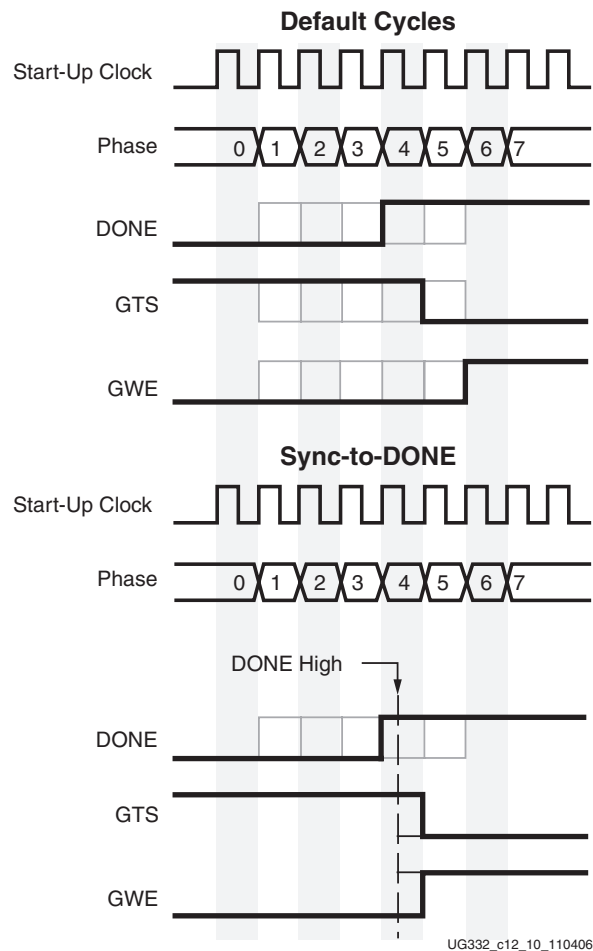 Default Cycles
Start-Up Clock
Phase 0 1 2 3 4 5 6 7
DONE
GTS
GWE
Sync-to-DONE
Start-Up Clock
Phase 0 1 2 3 4 5 6 7
DONE High
DONE
GTS
GWE
UG332_c12_10_110406